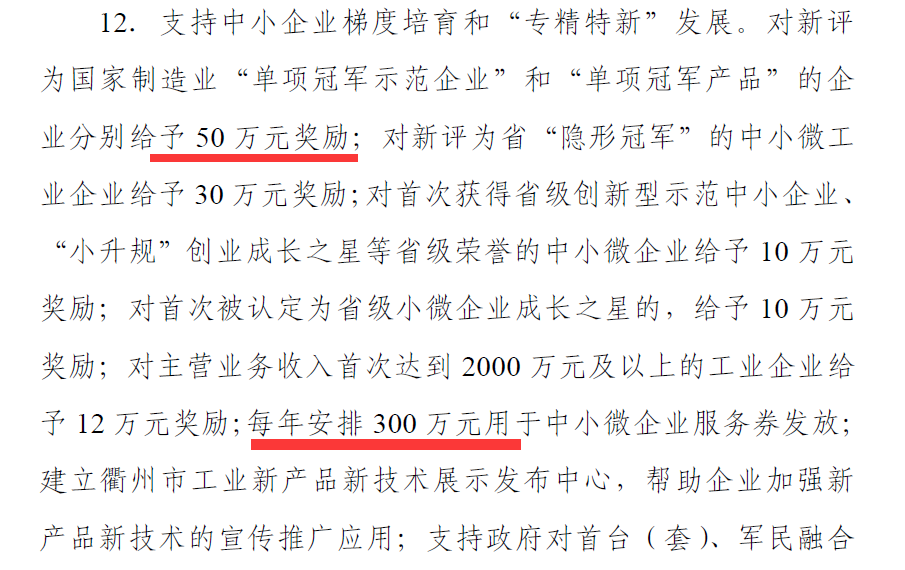 12. 支持中小企业梯度培育和“专精特新”发展。对新评
为国家制造业“单项冠军示范企业”和“单项冠军产品”的企
业分别给予 50 万元奖励；对新评为省“隐形冠军”的中小微工
业企业给予 30 万元奖励；对首次获得省级创新型示范中小企业、
“小升规”创业成长之星等省级荣誉的中小微企业给予 10 万元
奖励；对首次被认定为省级小微企业成长之星的，给予 10 万元
奖励；对主营业务收入首次达到 2000 万元及以上的工业企业给
予 12 万元奖励；每年安排 300 万元用于中小微企业服务券发放；
建立衢州市工业新产品新技术展示发布中心，帮助企业加强新
产品新技术的宣传推广应用；支持政府对首台（套）、军民融合